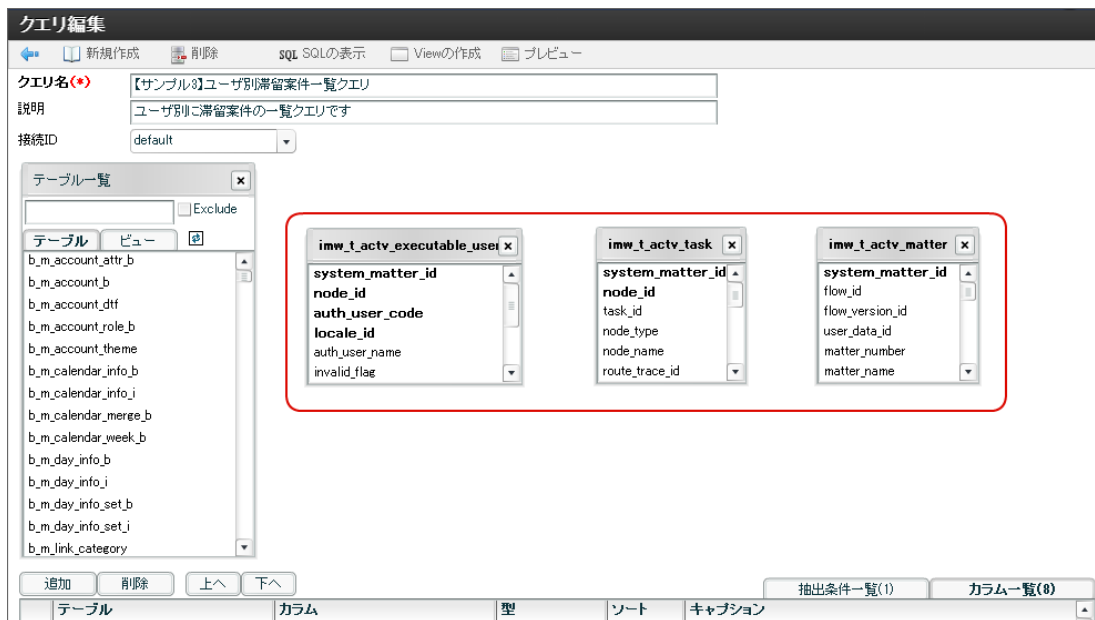 クエリ編集
新規作成 削除 SQL SQLの表示 Viewの作成 プレビュー
クエリ名(*) 【サンプル3】ユーザ別滞留案件一覧クエリ
説明 ユーザ別に滞留案件の一覧クエリです
接続ID default
テーブル一覧
Exclude
テーブル ビュー
b_m_account_attr_b
b_m_account_b
b_m_account_dtf
b_m_account_role_b
b_m_account_theme
b_m_calendar_info_b
b_m_calendar_info_i
b_m_calendar_merge_b
b_m_calendar_week_b
b_m_day_info_b
b_m_day_info_i
b_m_day_info_set_b
b_m_day_info_set_i
b_m_link_category
imw_t_actv_executable_user
system_matter_id
node_id
auth_user_code
locale_id
auth_user_name
invalid_flag
imw_t_actv_task
system_matter_id
node_id
task_id
node_type
node_name
route_trace_id
imw_t_actv_matter
system_matter_id
flow_id
flow_version_id
user_data_id
matter_number
matter_name
追加 削除 上へ 下へ
抽出条件一覧(1) カラム一覧(8)
テーブル カラム 型 ソート キャプション